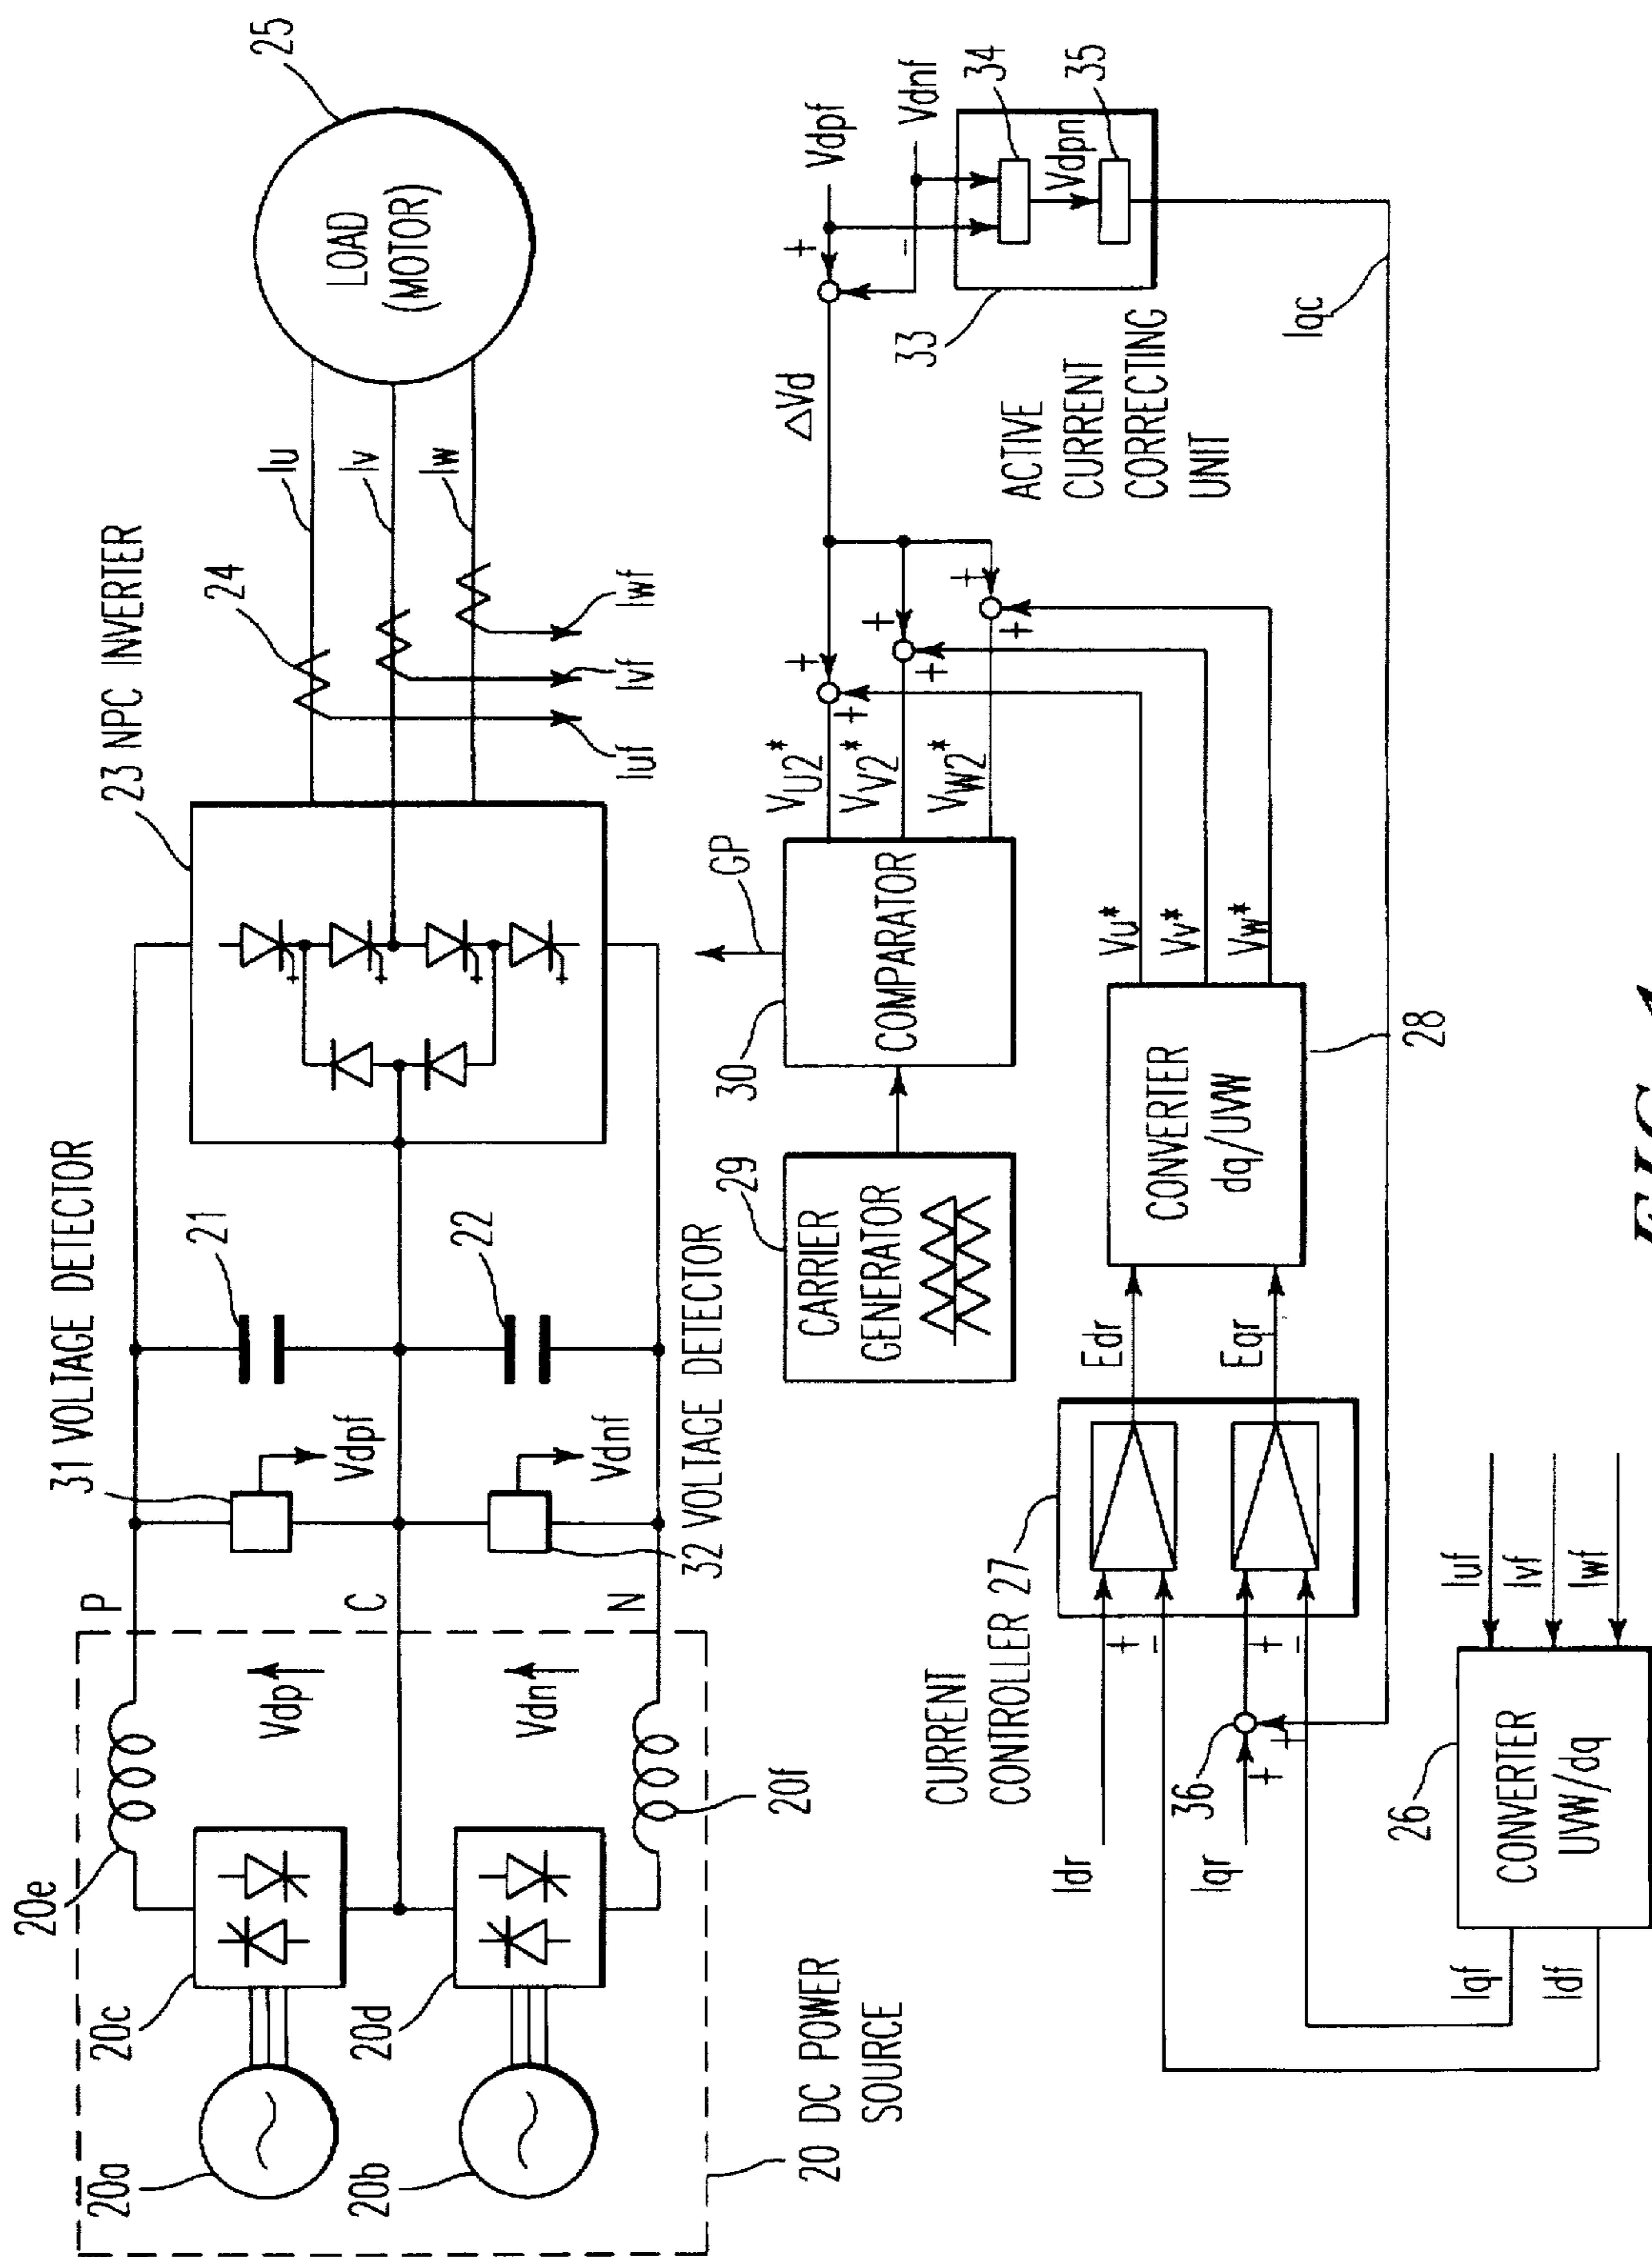 20a
20b
20c
20d
20e
20f
20 DC POWER
SOURCE
Vdp
Vdn
P
C
N
31 VOLTAGE DETECTOR
Vdpf
Vdnf
32 VOLTAGE DETECTOR
21
22
23 NPC INVERTER
24
Iu
Iv
Iw
Iuf
Ivf
Iwf
LOAD
(MOTOR)
25
CURRENT
CONTROLLER 27
Idr
Iqr
36
+
+
+
-
+
-
Edr
Eqr
26
CONVERTER
UVW/dq
Iuf
Ivf
Iwf
Iqf
Idf
29
CARRIER
GENERATOR
30
COMPARATOR
GP
CONVERTER
dq/UVW
28
Vu*
Vv*
Vw*
VU2*
VV2*
VW2*
+
+
+
+
+
+
△Vd
+
-
Vdpf
Vdnf
33
34
Vdpn
35
ACTIVE
CURRENT
CORRECTING
UNIT
Iqc